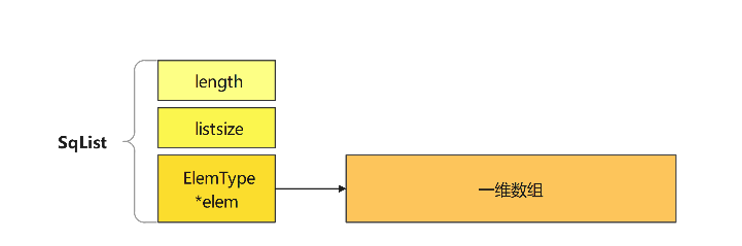 length
listsize
SqList
ElemType
*elem
一维数组